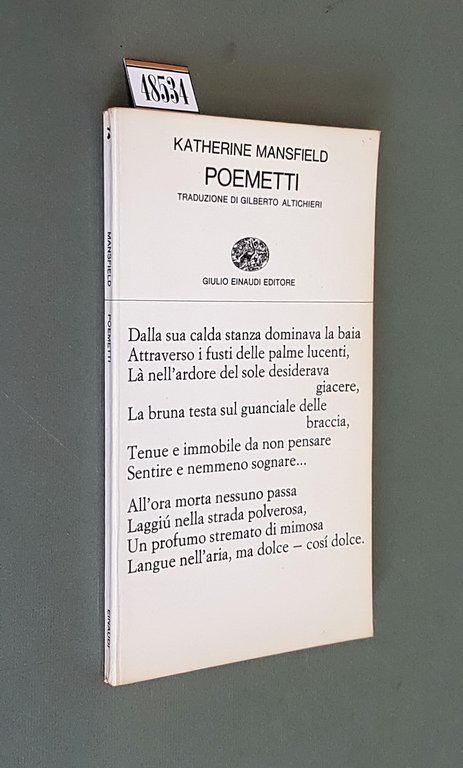 48534
KATHERINE MANSFIELD
POEMETTI
TRADUZIONE DI GILBERTO ALTICHIERI
GIULIO EINAUDI EDITORE
Dalla sua calda stanza dominava la baia
Attraverso i fusti delle palme lucenti,
Là nell'ardore del sole desiderava
giacere,
La bruna testa sul guanciale delle
braccia,
Tenue e immobile da non pensare
Sentire e nemmeno sognare...
All'ora morta nessuno passa
Laggiú nella strada polverosa,
Un profumo stremato di mimosa
Langue nell'aria, ma dolce – cosí dolce.
74
MANSFIELD
POEMETTI
EINAUDI